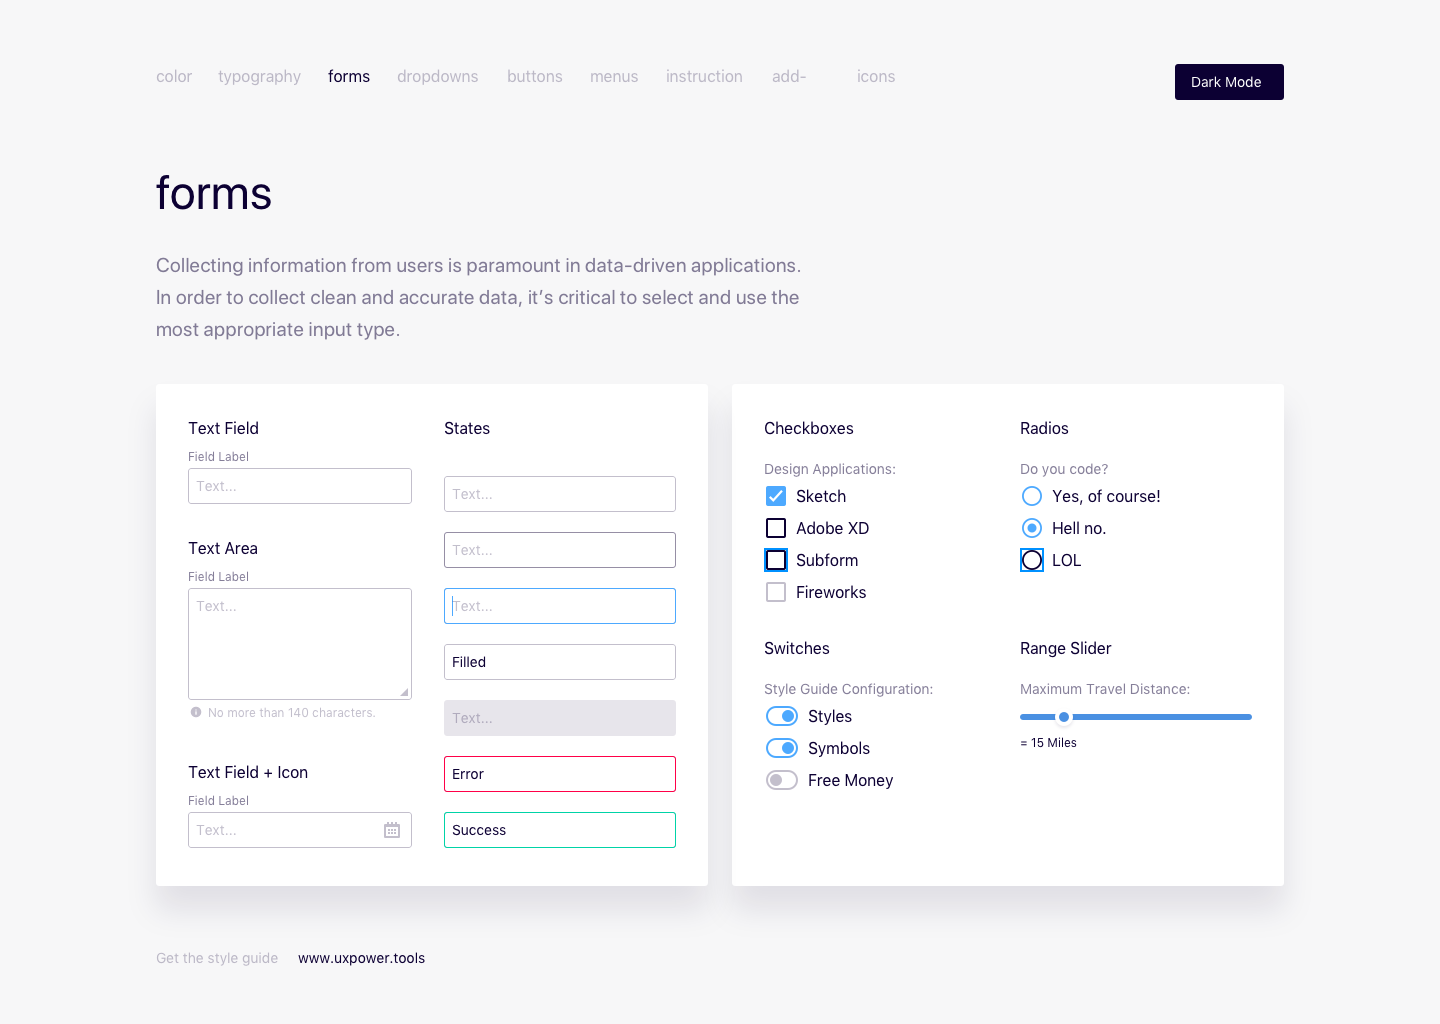 color typography forms dropdowns buttons menus instruction add- icons
Dark Mode
forms
Collecting information from users is paramount in data-driven applications.
In order to collect clean and accurate data, it’s critical to select and use the
most appropriate input type.
Text Field
Field Label
Text...
Text Area
Field Label
Text...
No more than 140 characters.
Text Field + Icon
Field Label
Text...
States
Text...
Text...
Text...
Filled
Text...
Error
Success
Checkboxes
Design Applications:
Sketch
Adobe XD
Subform
Fireworks
Radios
Do you code?
Yes, of course!
Hell no.
LOL
Switches
Style Guide Configuration:
Styles
Symbols
Free Money
Range Slider
Maximum Travel Distance:
= 15 Miles
Get the style guide www.uxpower.tools